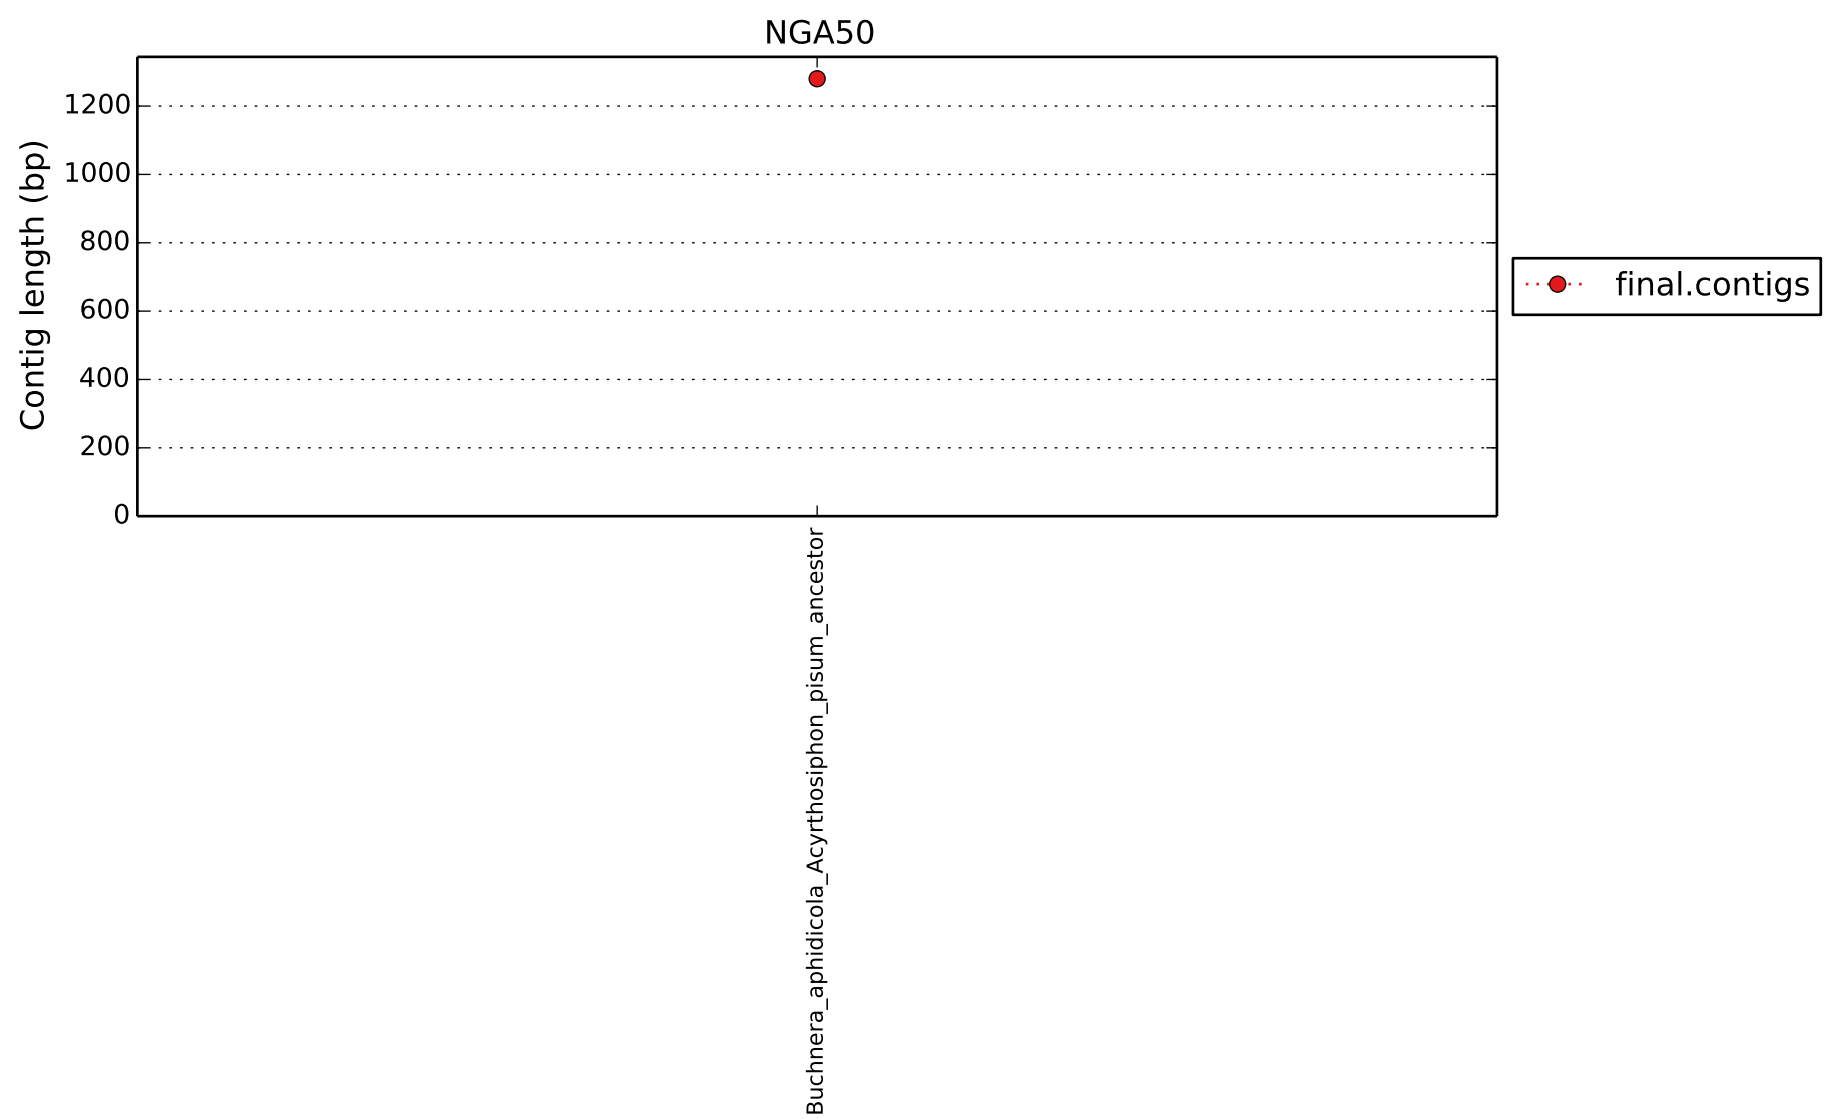 NGA50
Contig length (bp)
1200
1000
800
600
400
200
0
Buchnera_aphidicola_Acyrthosiphon_pisum_ancestor
final.contigs